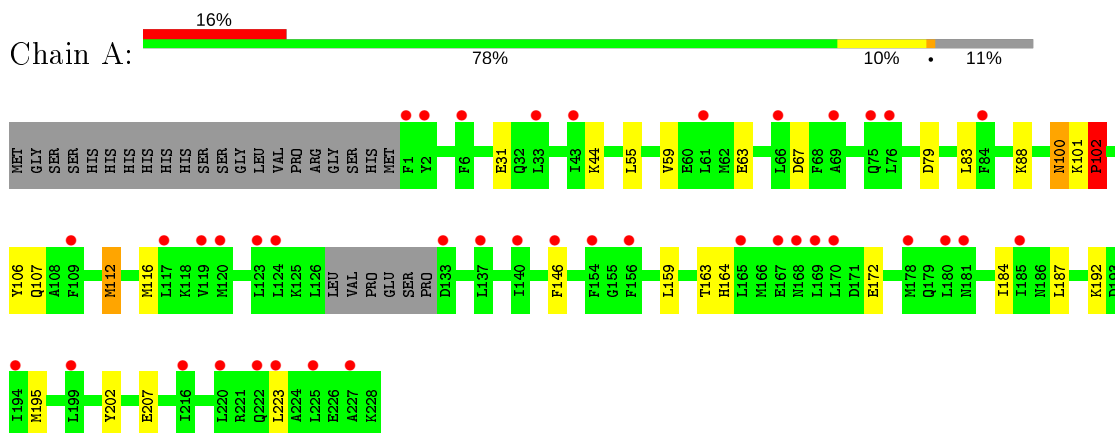 16%
Chain A:
78% 10% • 11%
MET GLY SER SER HIS HIS HIS HIS HIS HIS SER SER GLY LEU VAL PRO ARG GLY SER HIS MET F1 Y2 F6 E31 Q32 L33 I43 K44 L55 V59 E60 L61 M62 E63 L66 D67 F68 A69 Q75 L76 D79 L83 F84 K88 N100 K101 P102
Y106 Q107 A108 F109 M112 M116 L117 K118 V119 M120 L123 L124 K125 L126 LEU VAL PRO GLU SER PRO D133 L137 I140 F146 F154 G155 F156 L159 T163 H164 L165 M166 E167 N168 L169 L170 D171 E172 M178 Q179 L180 N181 I184 I185 N186 L187 K192 D193
I194 M195 L199 Y202 E207 I216 L220 R221 Q222 L223 A224 L225 E226 A227 K228